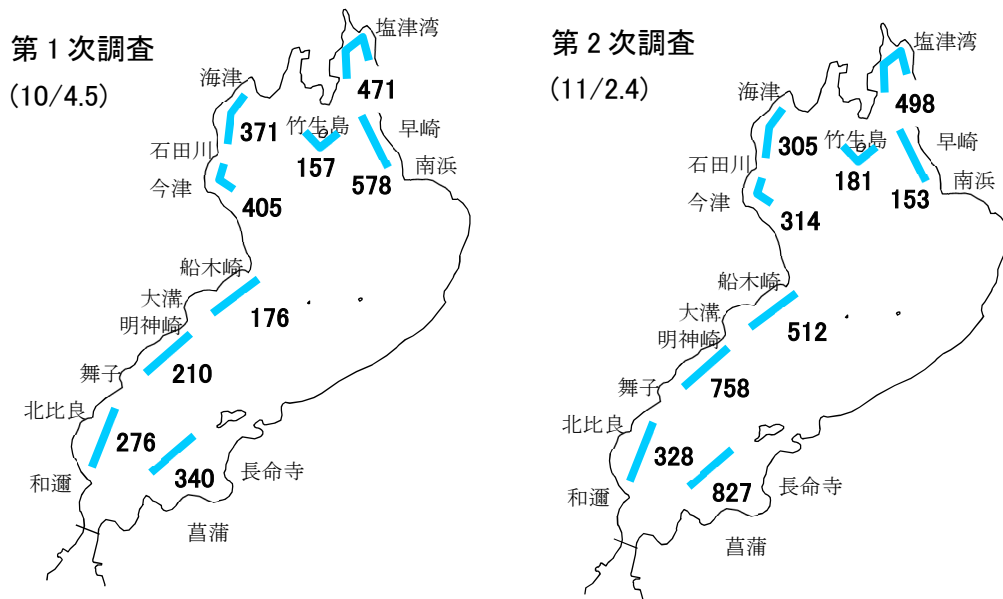 第1次調査
(10/4.5)
塩津湾
海津
471
371
竹生島
早崎
石田川
157
578
南浜
今津
405
船木崎
大溝
176
明神崎
舞子
210
北比良
276
340
長命寺
和邇
菖蒲
第2次調査
(11/2.4)
塩津湾
海津
498
305
竹生島
早崎
石田川
181
153
南浜
今津
314
船木崎
大溝
512
明神崎
舞子
758
北比良
328
827
長命寺
和邇
菖蒲